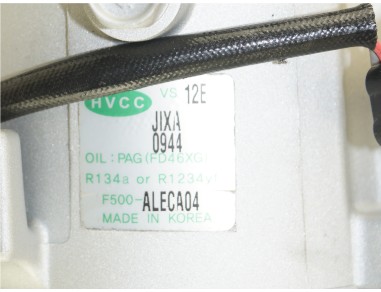 HVCC VS 12E
JIXA
0944
OIL: PAG(FD46XG)
R134a or R1234yf
F500-ALECA04
MADE IN KOREA